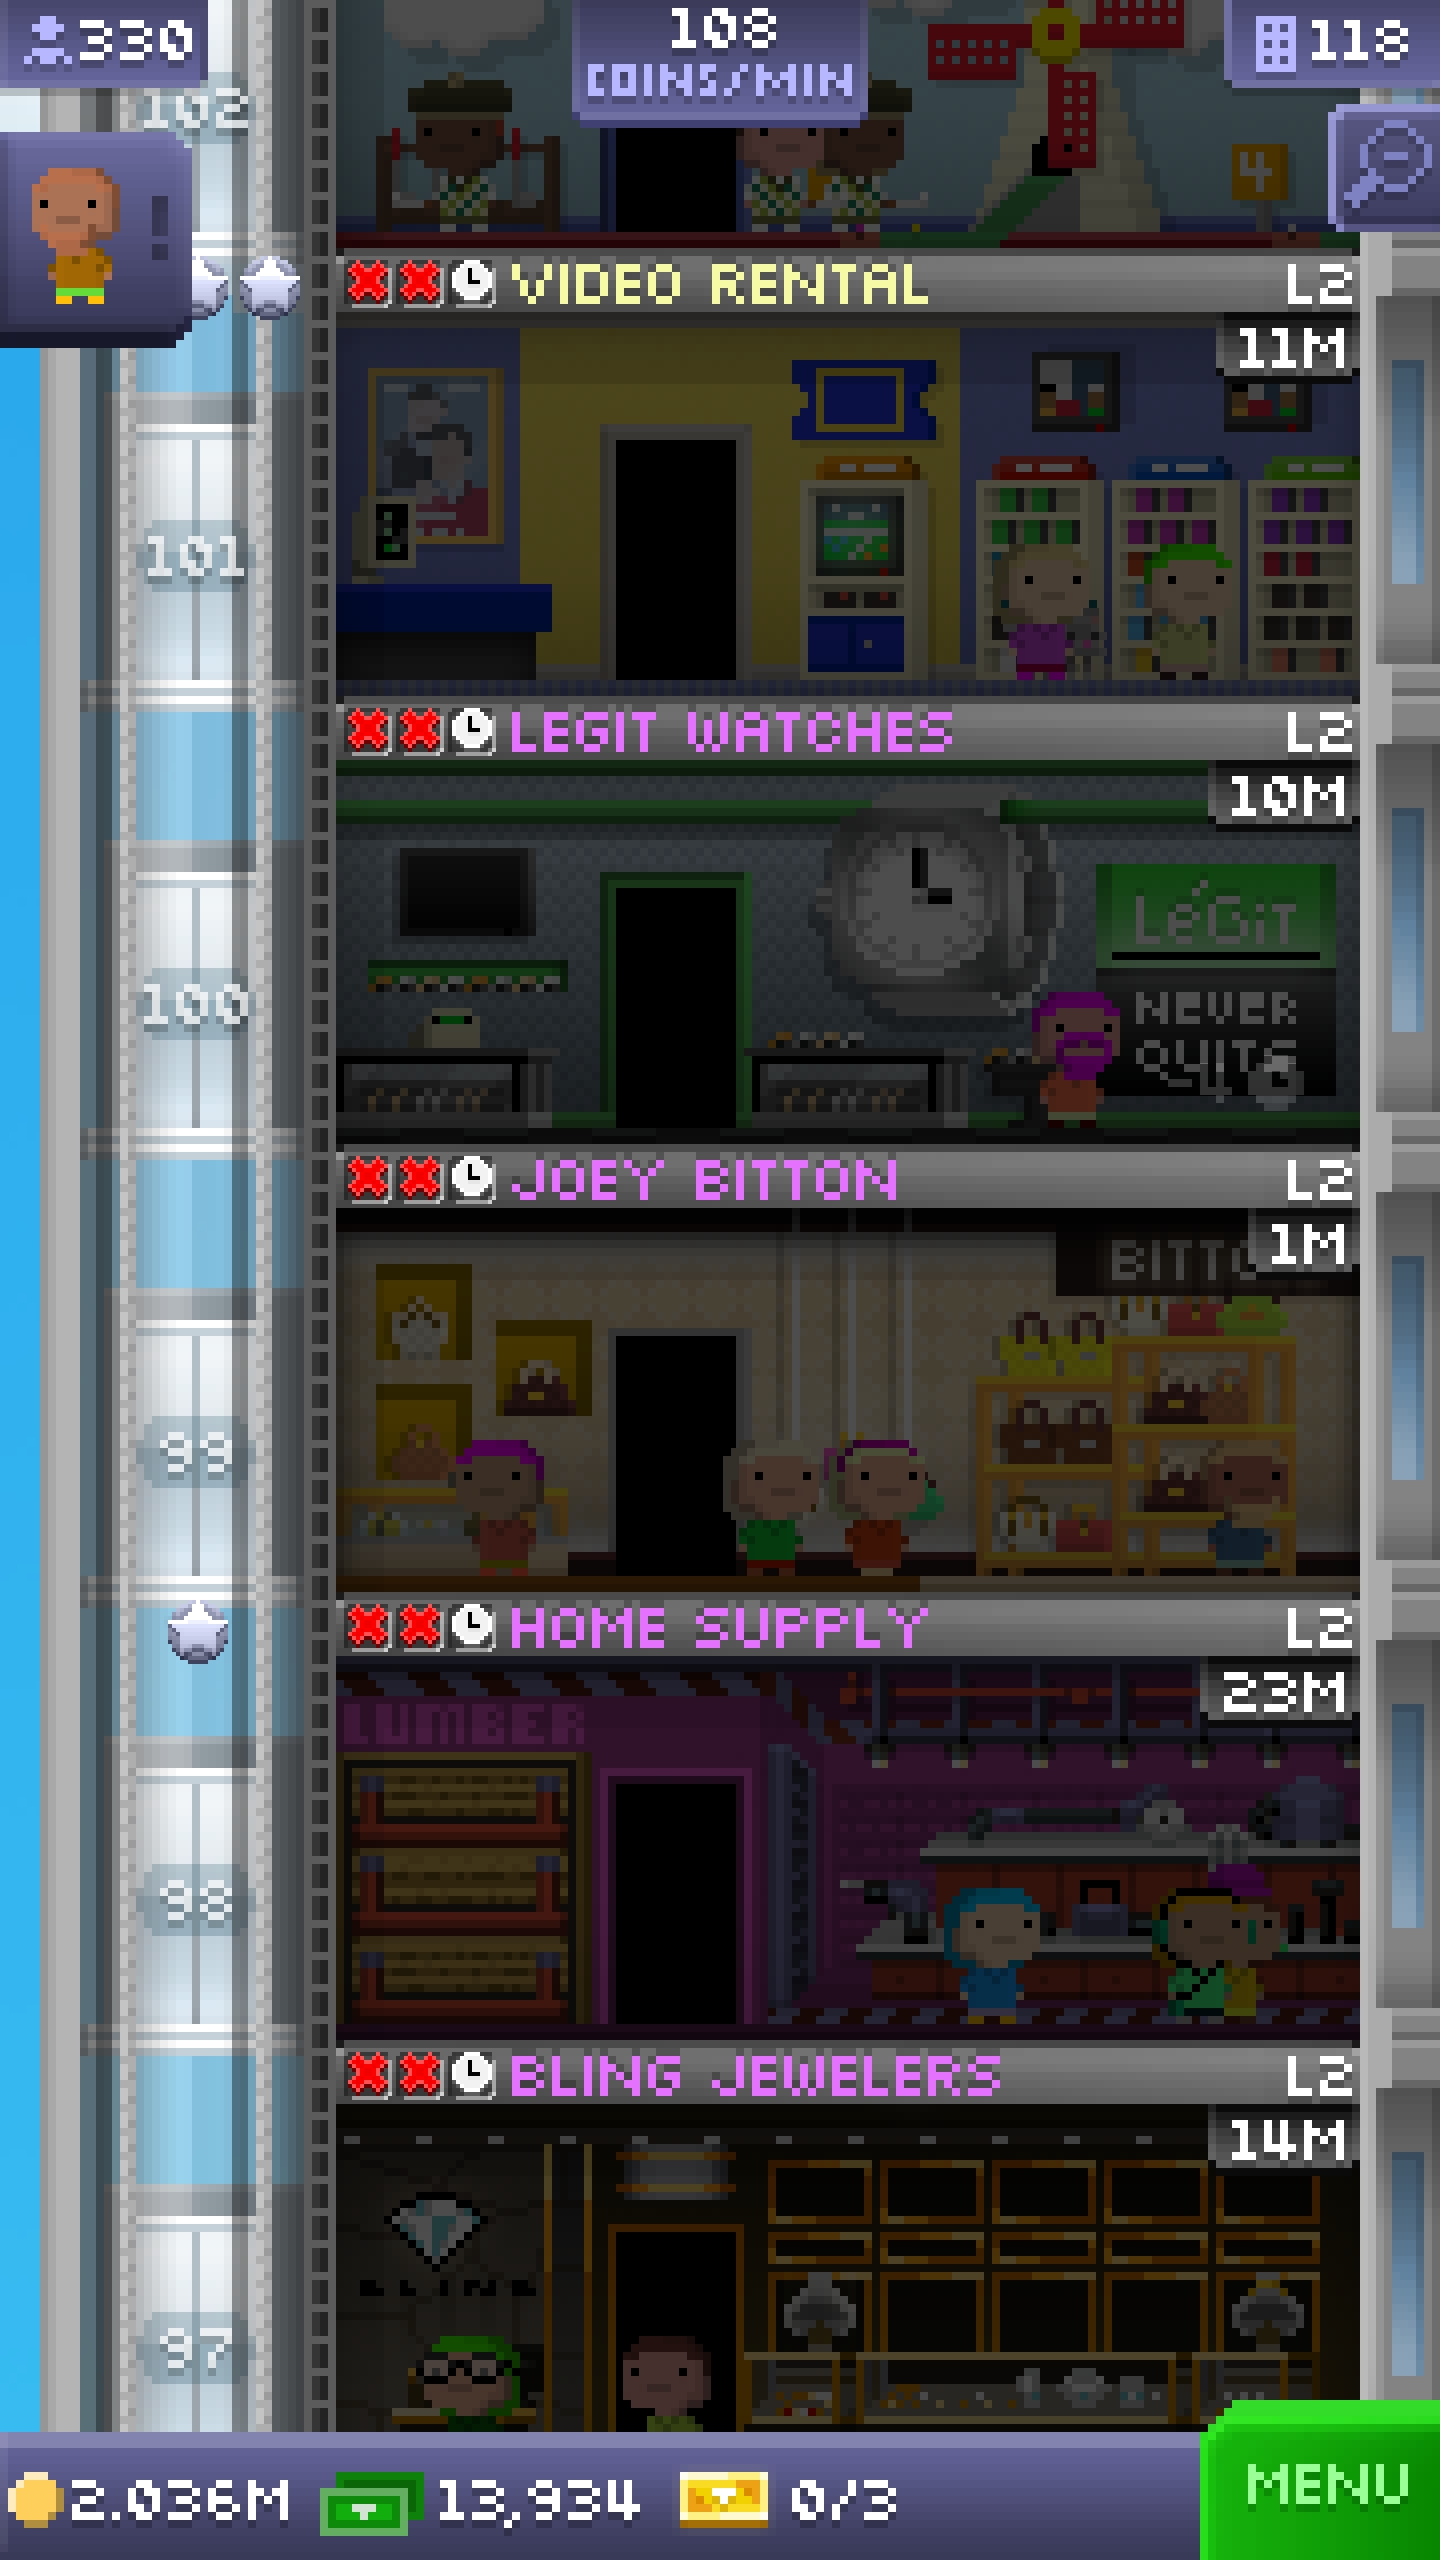 330
108
COINS/MIN
118
102
4
VIDEO RENTAL
L2
11M
101
LEGIT WATCHES
L2
10M
LéGiT
NEVER
QUITS
100
JOEY BITTON
L2
1M
99
HOME SUPPLY
L2
23M
LUMBER
98
BLING JEWELERS
L2
14M
BLING
97
2.036M
13,934
0/3
MENU